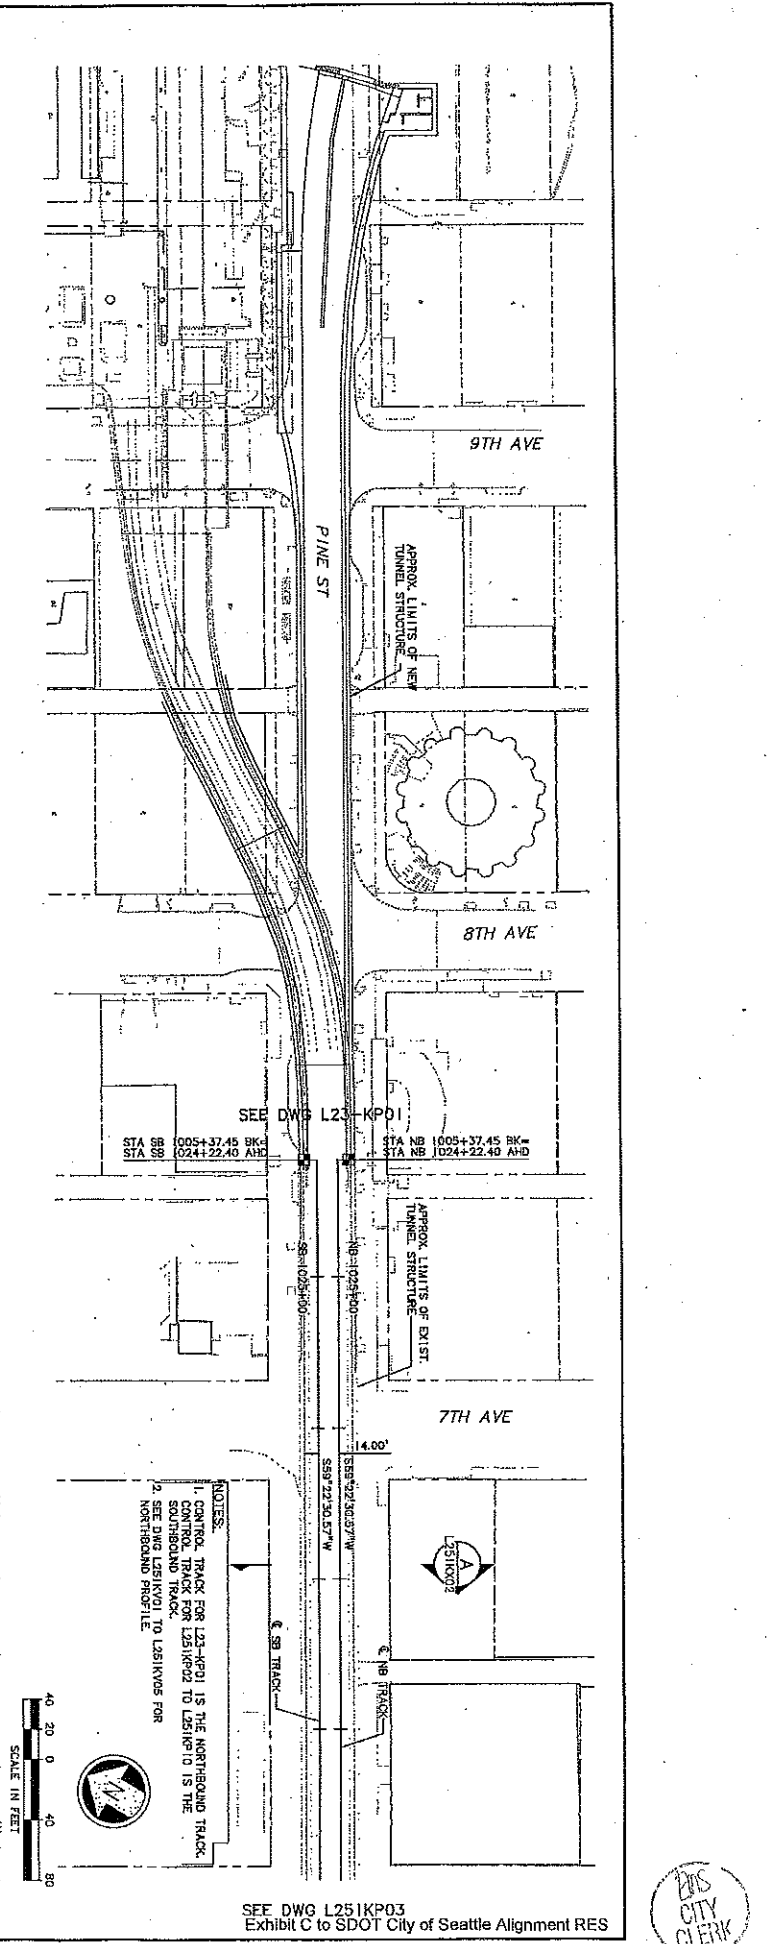 9TH AVE
PINE ST
APPROX. LIMITS OF NEW
TUNNEL STRUCTURE
8TH AVE
SEE DWG L23-KP01
STA SB 1005+37.45 BK=
STA SB 1024+22.40 AHD
STA NB 1005+37.45 BK=
STA NB 1024+22.40 AHD
SB 1025+00
NB 1025+00
APPROX. LIMITS OF EXIST.
TUNNEL STRUCTURE
7TH AVE
14.00'
S59°22'30.57"W
S59°22'30.57"W
NOTES:
1. CONTROL TRACK FOR L23-KP01 IS THE NORTHBOUND TRACK.
CONTROL TRACK FOR L251KP02 TO L251KP10 IS THE
SOUTHBOUND TRACK.
2. SEE DWG L251KV01 TO L251KV05 FOR
NORTHBOUND PROFILE.
A
L251KX02
℄ SB TRACK
℄ NB TRACK
N
40 20 0 40 80
SCALE IN FEET
SEE DWG L251KP03
Exhibit C to SDOT City of Seattle Alignment RES
CITY
CLERK